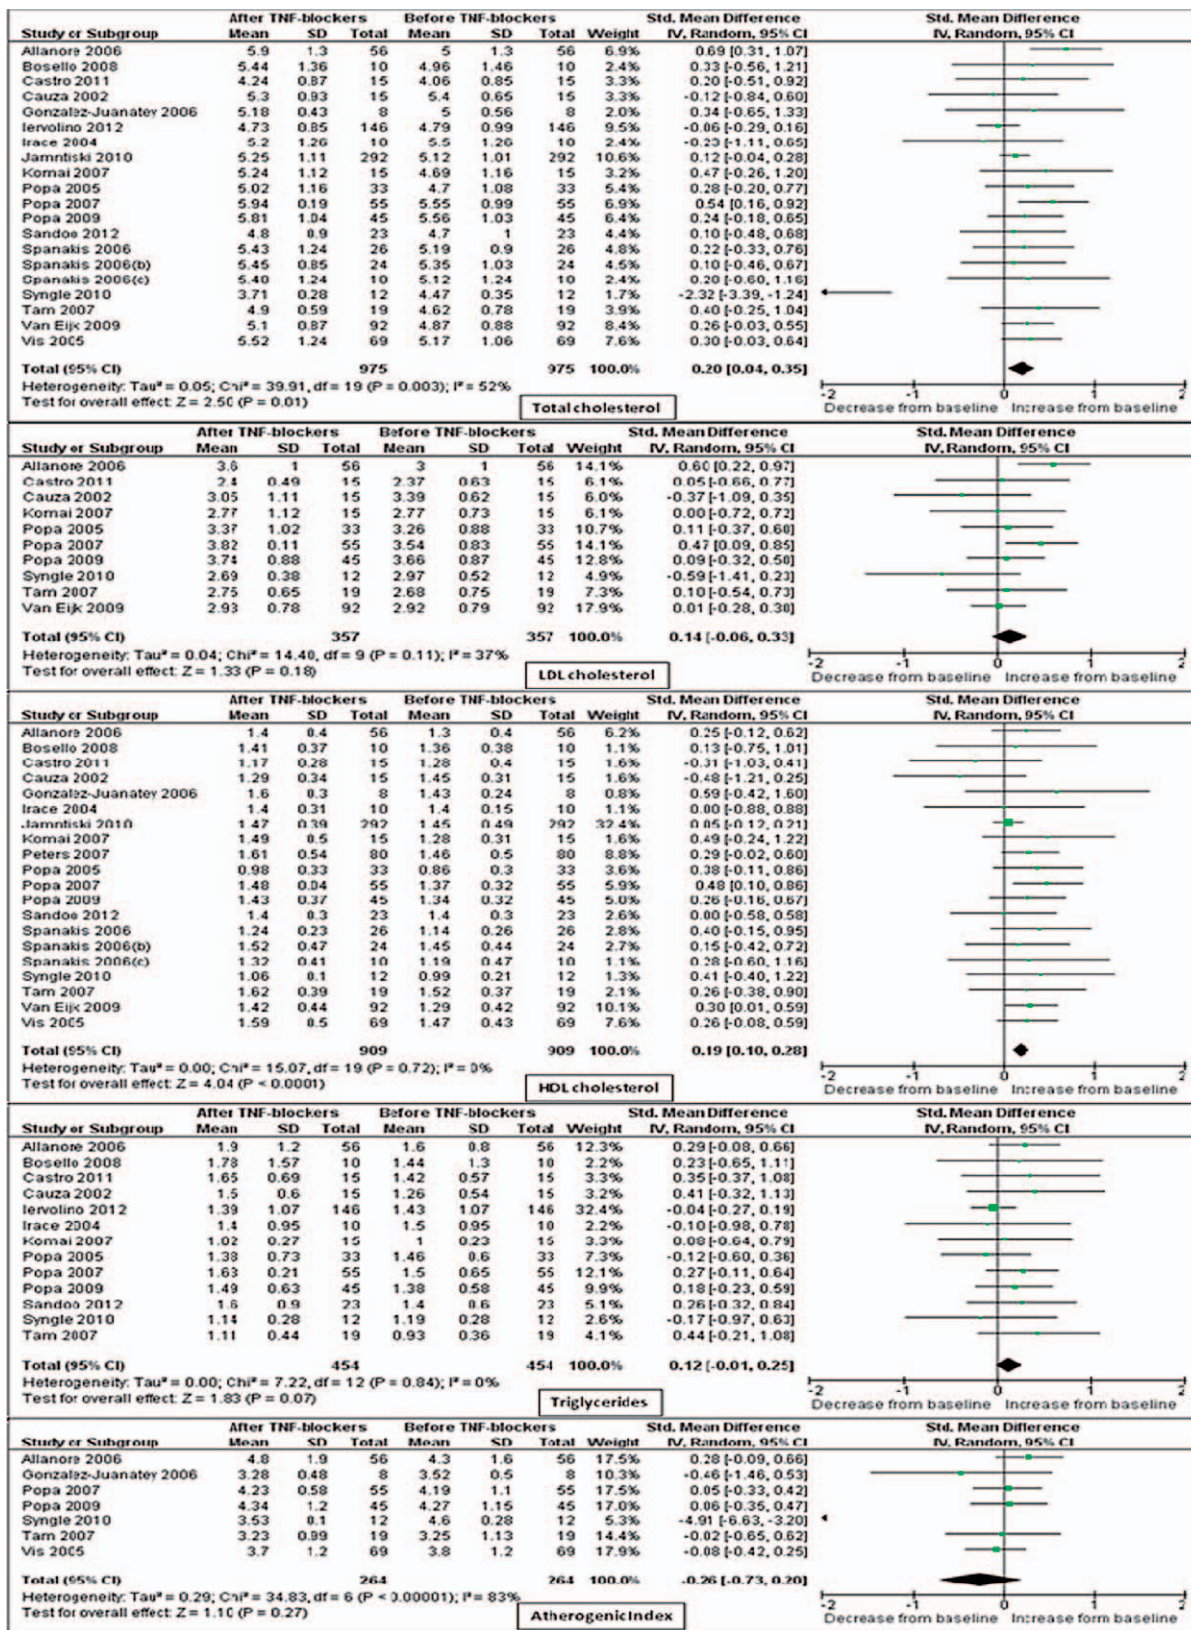 After TNF-blockers Before TNF-blockers Std. Mean Difference Std. Mean Difference
Study or Subgroup Mean SD Total Mean SD Total Weight IV, Random, 95% CI IV, Random, 95% CI
Allanore 2006 5.9 1.3 56 5 1.3 56 6.9% 0.69 [0.31, 1.07]
Bosello 2008 5.44 1.36 10 4.96 1.46 10 2.4% 0.33 [-0.56, 1.21]
Castro 2011 4.24 0.87 15 4.06 0.85 15 3.3% 0.20 [-0.51, 0.92]
Cauza 2002 5.3 0.93 15 5.4 0.65 15 3.3% -0.12 [-0.84, 0.60]
Gonzalez-Juanatey 2006 5.18 0.43 8 5 0.56 8 2.0% 0.34 [-0.65, 1.33]
Iervolino 2012 4.73 0.85 146 4.79 0.99 146 9.5% -0.06 [-0.29, 0.16]
Irace 2004 5.2 1.26 10 5.5 1.26 10 2.4% -0.23 [-1.11, 0.65]
Jamntiski 2010 5.25 1.11 292 5.12 1.01 292 10.6% 0.12 [-0.04, 0.28]
Komai 2007 5.24 1.12 15 4.69 1.16 15 3.2% 0.47 [-0.26, 1.20]
Popa 2005 5.02 1.16 33 4.7 1.08 33 5.4% 0.28 [-0.20, 0.77]
Popa 2007 5.94 0.19 55 5.55 0.99 55 6.9% 0.54 [0.16, 0.92]
Popa 2009 5.81 1.04 45 5.56 1.03 45 6.4% 0.24 [-0.18, 0.65]
Sandoo 2012 4.8 0.9 23 4.7 1 23 4.4% 0.10 [-0.48, 0.68]
Spanakis 2006 5.43 1.24 26 5.19 0.9 26 4.8% 0.22 [-0.33, 0.76]
Spanakis 2006(b) 5.45 0.85 24 5.35 1.03 24 4.5% 0.10 [-0.46, 0.67]
Spanakis 2006(c) 5.40 1.24 10 5.12 1.24 10 2.4% 0.20 [-0.60, 1.16]
Syngle 2010 3.71 0.28 12 4.47 0.35 12 1.7% -2.32 [-3.39, -1.24]
Tam 2007 4.9 0.59 19 4.62 0.78 19 3.9% 0.40 [-0.25, 1.04]
Van Eijk 2009 5.1 0.87 92 4.87 0.88 92 8.4% 0.26 [-0.03, 0.55]
Vis 2005 5.52 1.24 69 5.17 1.06 69 7.6% 0.30 [-0.03, 0.64]
Total (95% CI) 975 975 100.0% 0.20 [0.04, 0.35]
Heterogeneity: Tau² = 0.05; Chi² = 39.91, df = 19 (P = 0.003); I² = 52%
Test for overall effect: Z = 2.50 (P = 0.01)
-2 -1 0 1 2
Decrease from baseline Increase from baseline
Total cholesterol
After TNF-blockers Before TNF-blockers Std. Mean Difference Std. Mean Difference
Study or Subgroup Mean SD Total Mean SD Total Weight IV, Random, 95% CI IV, Random, 95% CI
Allanore 2006 3.6 1 56 3 1 56 14.1% 0.60 [0.22, 0.97]
Castro 2011 2.4 0.49 15 2.37 0.63 15 6.1% 0.05 [-0.66, 0.77]
Cauza 2002 3.05 1.11 15 3.39 0.62 15 6.0% -0.37 [-1.09, 0.35]
Komai 2007 2.77 1.12 15 2.77 0.73 15 6.1% 0.00 [-0.72, 0.72]
Popa 2005 3.37 1.02 33 3.26 0.88 33 10.7% 0.11 [-0.37, 0.60]
Popa 2007 3.82 0.11 55 3.54 0.83 55 14.1% 0.47 [0.09, 0.85]
Popa 2009 3.74 0.88 45 3.66 0.87 45 12.8% 0.09 [-0.32, 0.50]
Syngle 2010 2.69 0.38 12 2.97 0.52 12 4.9% -0.59 [-1.41, 0.23]
Tam 2007 2.75 0.65 19 2.68 0.75 19 7.3% 0.10 [-0.54, 0.73]
Van Eijk 2009 2.93 0.78 92 2.92 0.79 92 17.9% 0.01 [-0.28, 0.30]
Total (95% CI) 357 357 100.0% 0.14 [-0.06, 0.33]
Heterogeneity: Tau² = 0.04; Chi² = 14.40, df = 9 (P = 0.11); I² = 37%
Test for overall effect: Z = 1.33 (P = 0.18)
-2 -1 0 1 2
Decrease from baseline Increase from baseline
LDL cholesterol
After TNF-blockers Before TNF-blockers Std. Mean Difference Std. Mean Difference
Study or Subgroup Mean SD Total Mean SD Total Weight IV, Random, 95% CI IV, Random, 95% CI
Allanore 2006 1.4 0.4 56 1.3 0.4 56 6.2% 0.25 [-0.12, 0.62]
Bosello 2008 1.41 0.37 10 1.36 0.38 10 1.1% 0.13 [-0.75, 1.01]
Castro 2011 1.17 0.28 15 1.28 0.4 15 1.6% -0.31 [-1.03, 0.41]
Cauza 2002 1.29 0.34 15 1.45 0.31 15 1.6% -0.48 [-1.21, 0.25]
Gonzalez-Juanatey 2006 1.6 0.3 8 1.43 0.24 8 0.8% 0.59 [-0.42, 1.60]
Irace 2004 1.4 0.31 10 1.4 0.15 10 1.1% 0.00 [-0.88, 0.88]
Jamntiski 2010 1.47 0.39 292 1.45 0.49 292 32.4% 0.05 [-0.12, 0.21]
Komai 2007 1.49 0.5 15 1.28 0.31 15 1.6% 0.49 [-0.24, 1.22]
Peters 2007 1.61 0.54 80 1.46 0.5 80 8.8% 0.29 [-0.02, 0.60]
Popa 2005 0.98 0.33 33 0.86 0.3 33 3.6% 0.38 [-0.11, 0.86]
Popa 2007 1.48 0.04 55 1.37 0.32 55 5.9% 0.48 [0.10, 0.86]
Popa 2009 1.43 0.37 45 1.34 0.32 45 5.0% 0.26 [-0.16, 0.67]
Sandoo 2012 1.4 0.3 23 1.4 0.3 23 2.6% 0.00 [-0.58, 0.58]
Spanakis 2006 1.24 0.23 26 1.14 0.26 26 2.8% 0.40 [-0.15, 0.95]
Spanakis 2006(b) 1.52 0.47 24 1.45 0.44 24 2.7% 0.15 [-0.42, 0.72]
Spanakis 2006(c) 1.32 0.41 10 1.19 0.47 10 1.1% 0.28 [-0.60, 1.16]
Syngle 2010 1.06 0.1 12 0.99 0.21 12 1.3% 0.41 [-0.40, 1.22]
Tam 2007 1.62 0.39 19 1.52 0.37 19 2.1% 0.26 [-0.38, 0.90]
Van Eijk 2009 1.42 0.44 92 1.29 0.42 92 10.1% 0.30 [0.01, 0.59]
Vis 2005 1.59 0.5 69 1.47 0.43 69 7.6% 0.26 [-0.08, 0.59]
Total (95% CI) 909 909 100.0% 0.19 [0.10, 0.28]
Heterogeneity: Tau² = 0.00; Chi² = 15.07, df = 19 (P = 0.72); I² = 0%
Test for overall effect: Z = 4.04 (P < 0.0001)
-2 -1 0 1 2
Decrease from baseline Increase from baseline
HDL cholesterol
After TNF-blockers Before TNF-blockers Std. Mean Difference Std. Mean Difference
Study or Subgroup Mean SD Total Mean SD Total Weight IV, Random, 95% CI IV, Random, 95% CI
Allanore 2006 1.9 1.2 56 1.6 0.8 56 12.3% 0.29 [-0.08, 0.66]
Bosello 2008 1.78 1.57 10 1.44 1.3 10 2.2% 0.23 [-0.65, 1.11]
Castro 2011 1.65 0.69 15 1.42 0.57 15 3.3% 0.35 [-0.37, 1.08]
Cauza 2002 1.5 0.6 15 1.26 0.54 15 3.2% 0.41 [-0.32, 1.13]
Iervolino 2012 1.39 1.07 146 1.43 1.07 146 32.4% -0.04 [-0.27, 0.19]
Irace 2004 1.4 0.95 10 1.5 0.95 10 2.2% -0.10 [-0.98, 0.78]
Komai 2007 1.02 0.27 15 1 0.23 15 3.3% 0.08 [-0.64, 0.79]
Popa 2005 1.38 0.73 33 1.46 0.6 33 7.3% -0.12 [-0.60, 0.36]
Popa 2007 1.63 0.21 55 1.5 0.65 55 12.1% 0.27 [-0.11, 0.64]
Popa 2009 1.49 0.63 45 1.38 0.58 45 9.9% 0.18 [-0.23, 0.59]
Sandoo 2012 1.6 0.9 23 1.4 0.6 23 5.1% 0.26 [-0.32, 0.84]
Syngle 2010 1.14 0.28 12 1.19 0.28 12 2.6% -0.17 [-0.97, 0.63]
Tam 2007 1.11 0.44 19 0.93 0.36 19 4.1% 0.44 [-0.21, 1.08]
Total (95% CI) 454 454 100.0% 0.12 [-0.01, 0.25]
Heterogeneity: Tau² = 0.00; Chi² = 7.22, df = 12 (P = 0.84); I² = 0%
Test for overall effect: Z = 1.83 (P = 0.07)
-2 -1 0 1 2
Decrease from baseline Increase from baseline
Triglycerides
After TNF-blockers Before TNF-blockers Std. Mean Difference Std. Mean Difference
Study or Subgroup Mean SD Total Mean SD Total Weight IV, Random, 95% CI IV, Random, 95% CI
Allanore 2006 4.8 1.9 56 4.3 1.6 56 17.5% 0.28 [-0.09, 0.66]
Gonzalez-Juanatey 2006 3.28 0.48 8 3.52 0.5 8 10.3% -0.46 [-1.46, 0.53]
Popa 2007 4.23 0.58 55 4.19 1.1 55 17.5% 0.05 [-0.33, 0.42]
Popa 2009 4.34 1.2 45 4.27 1.15 45 17.0% 0.06 [-0.35, 0.47]
Syngle 2010 3.53 0.1 12 4.6 0.28 12 5.3% -4.91 [-6.63, -3.20]
Tam 2007 3.23 0.99 19 3.25 1.13 19 14.4% -0.02 [-0.65, 0.62]
Vis 2005 3.7 1.2 69 3.8 1.2 69 17.9% -0.08 [-0.42, 0.25]
Total (95% CI) 264 264 100.0% -0.26 [-0.73, 0.20]
Heterogeneity: Tau² = 0.29; Chi² = 34.83, df = 6 (P < 0.00001); I² = 83%
Test for overall effect: Z = 1.10 (P = 0.27)
-2 -1 0 1 2
Decrease from baseline Increase from baseline
Atherogenic Index